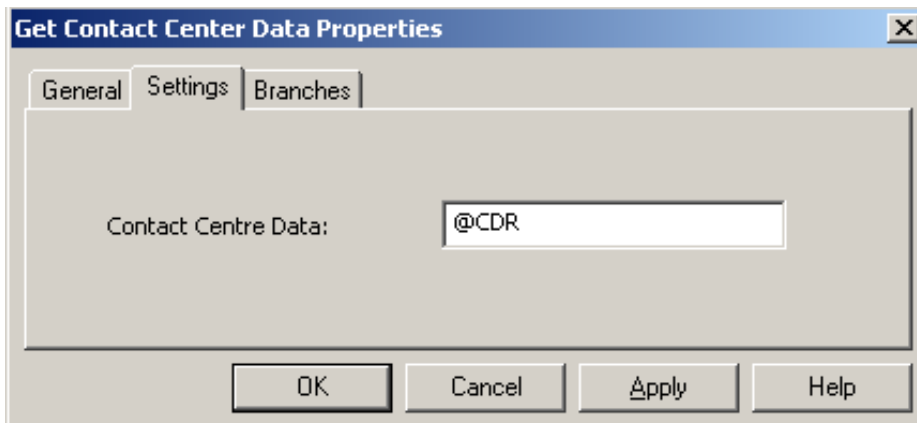 Get Contact Center Data Properties
General Settings Branches
Contact Centre Data: @CDR
OK Cancel Apply Help